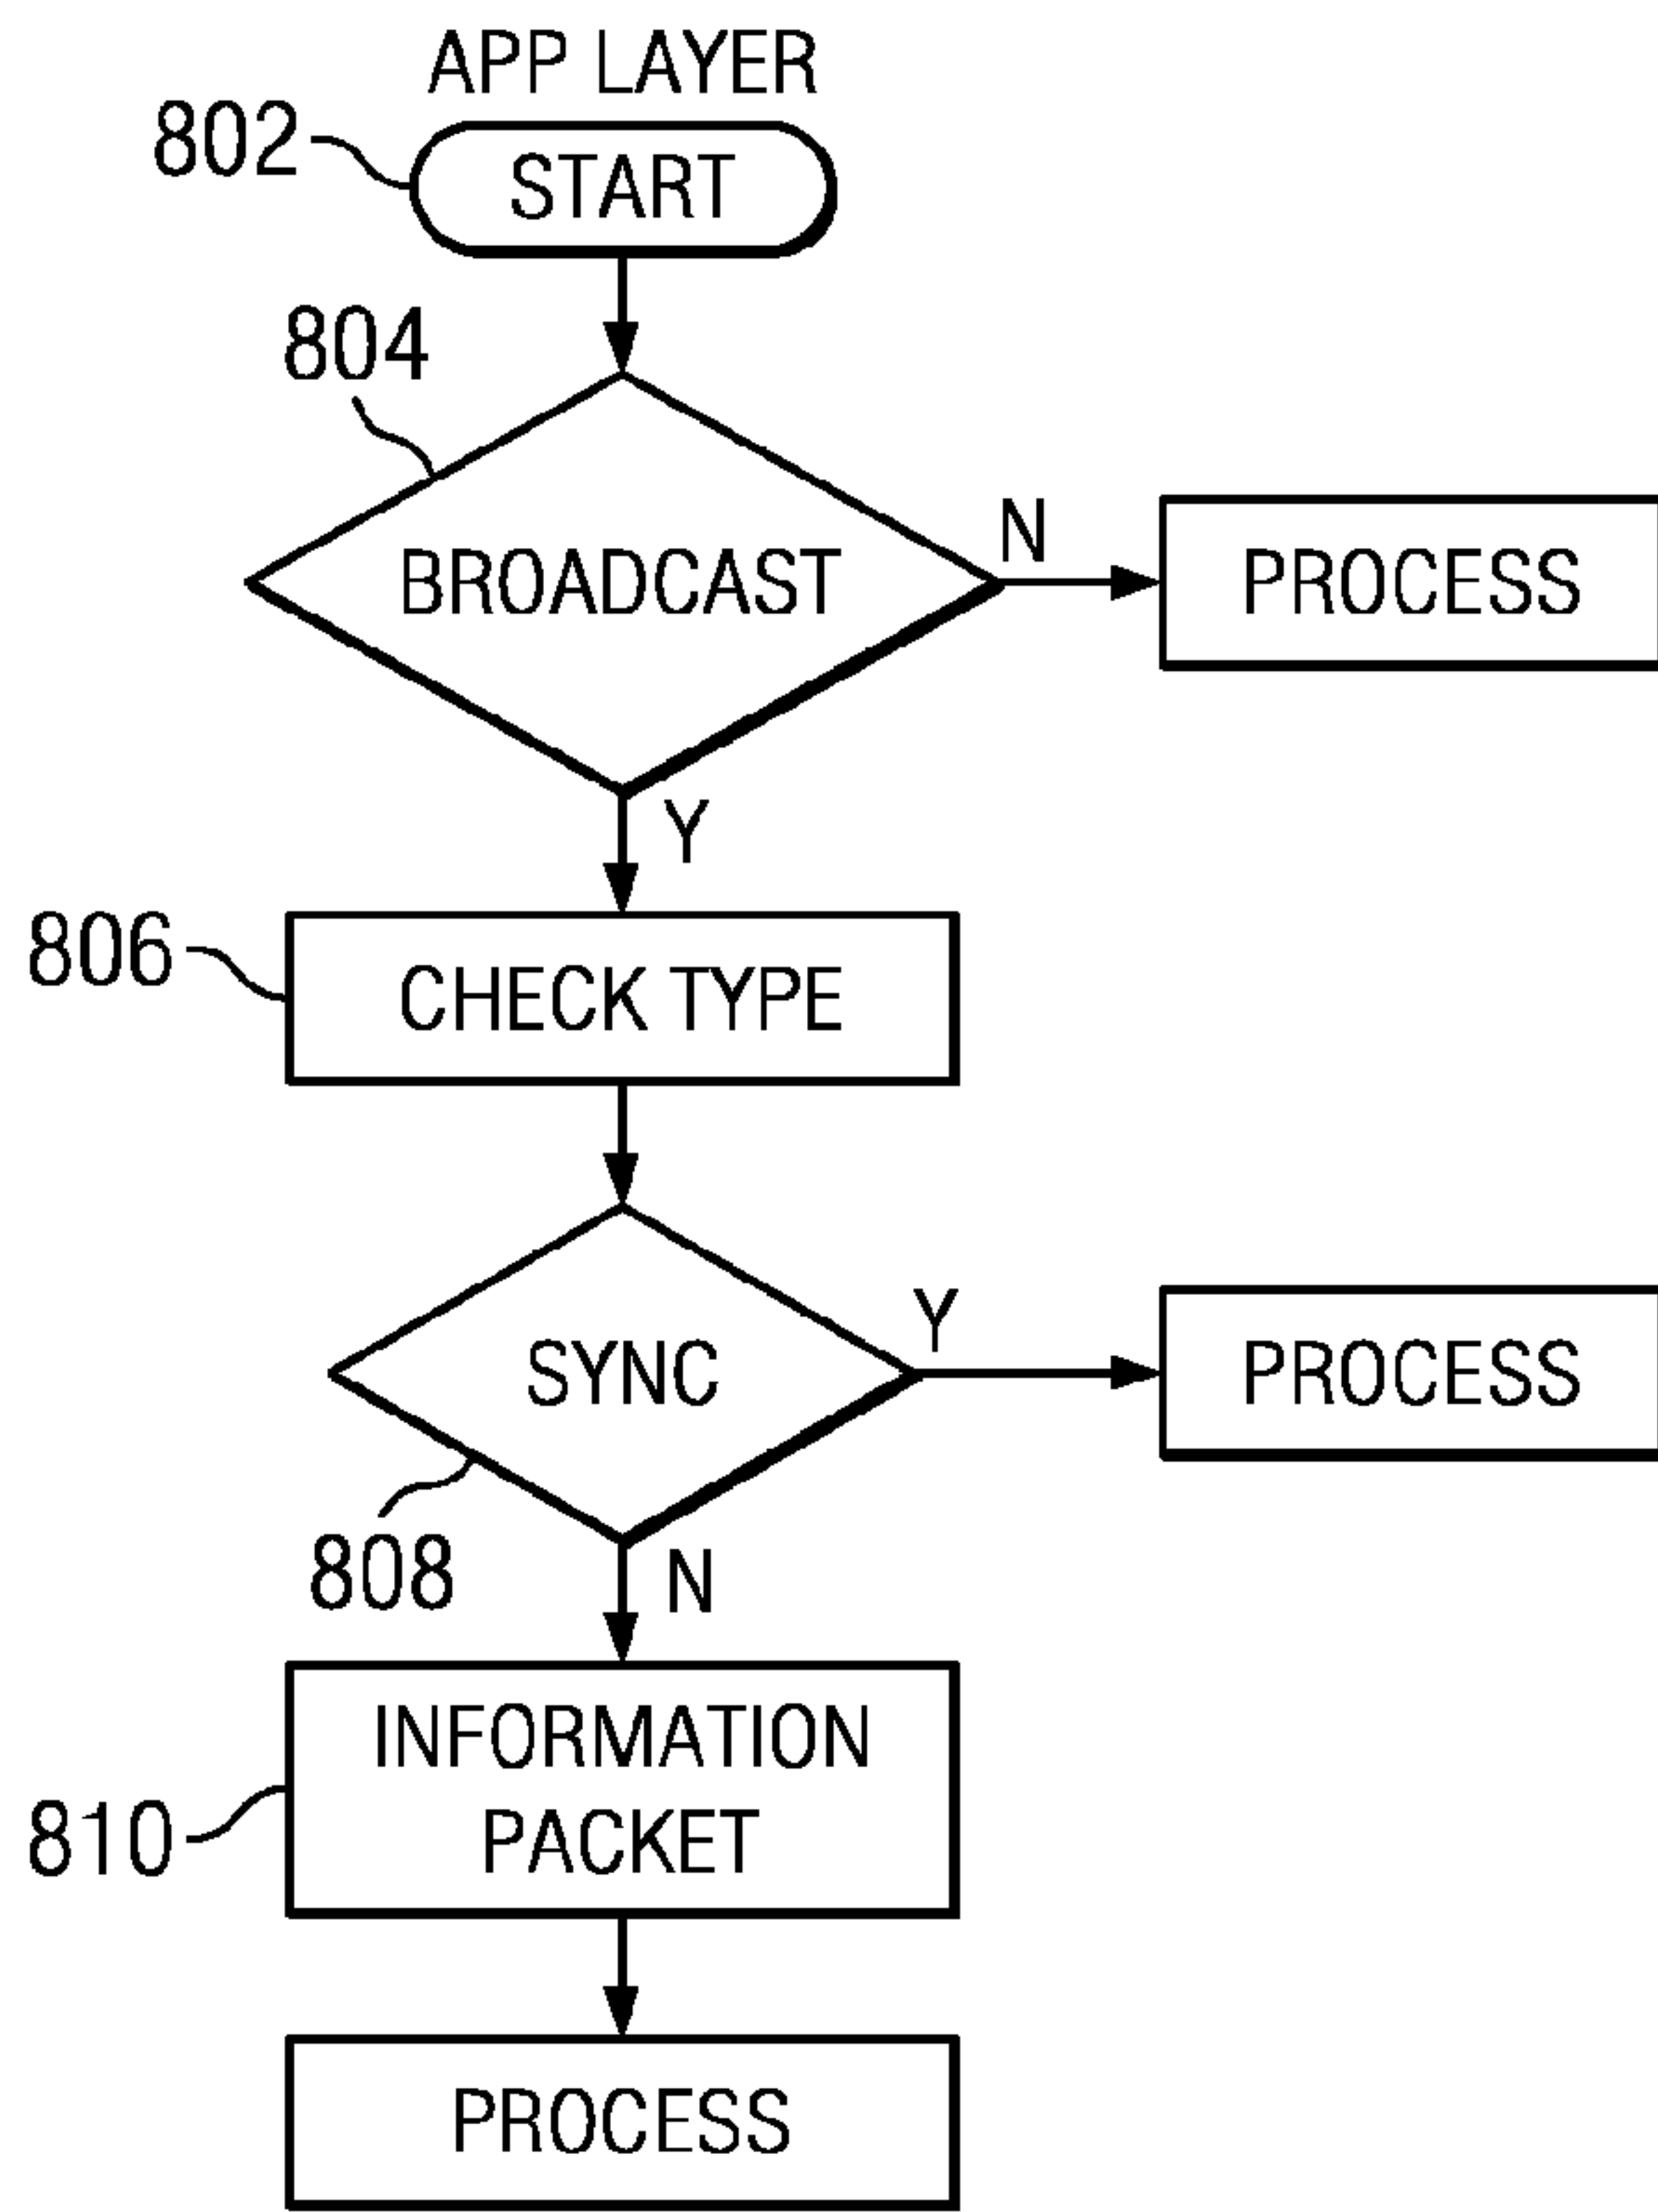 APP LAYER
802
START
804
BROADCAST
N
PROCESS
Y
806
CHECK TYPE
Y
SYNC
PROCESS
808
N
INFORMATION
PACKET
810
PROCESS